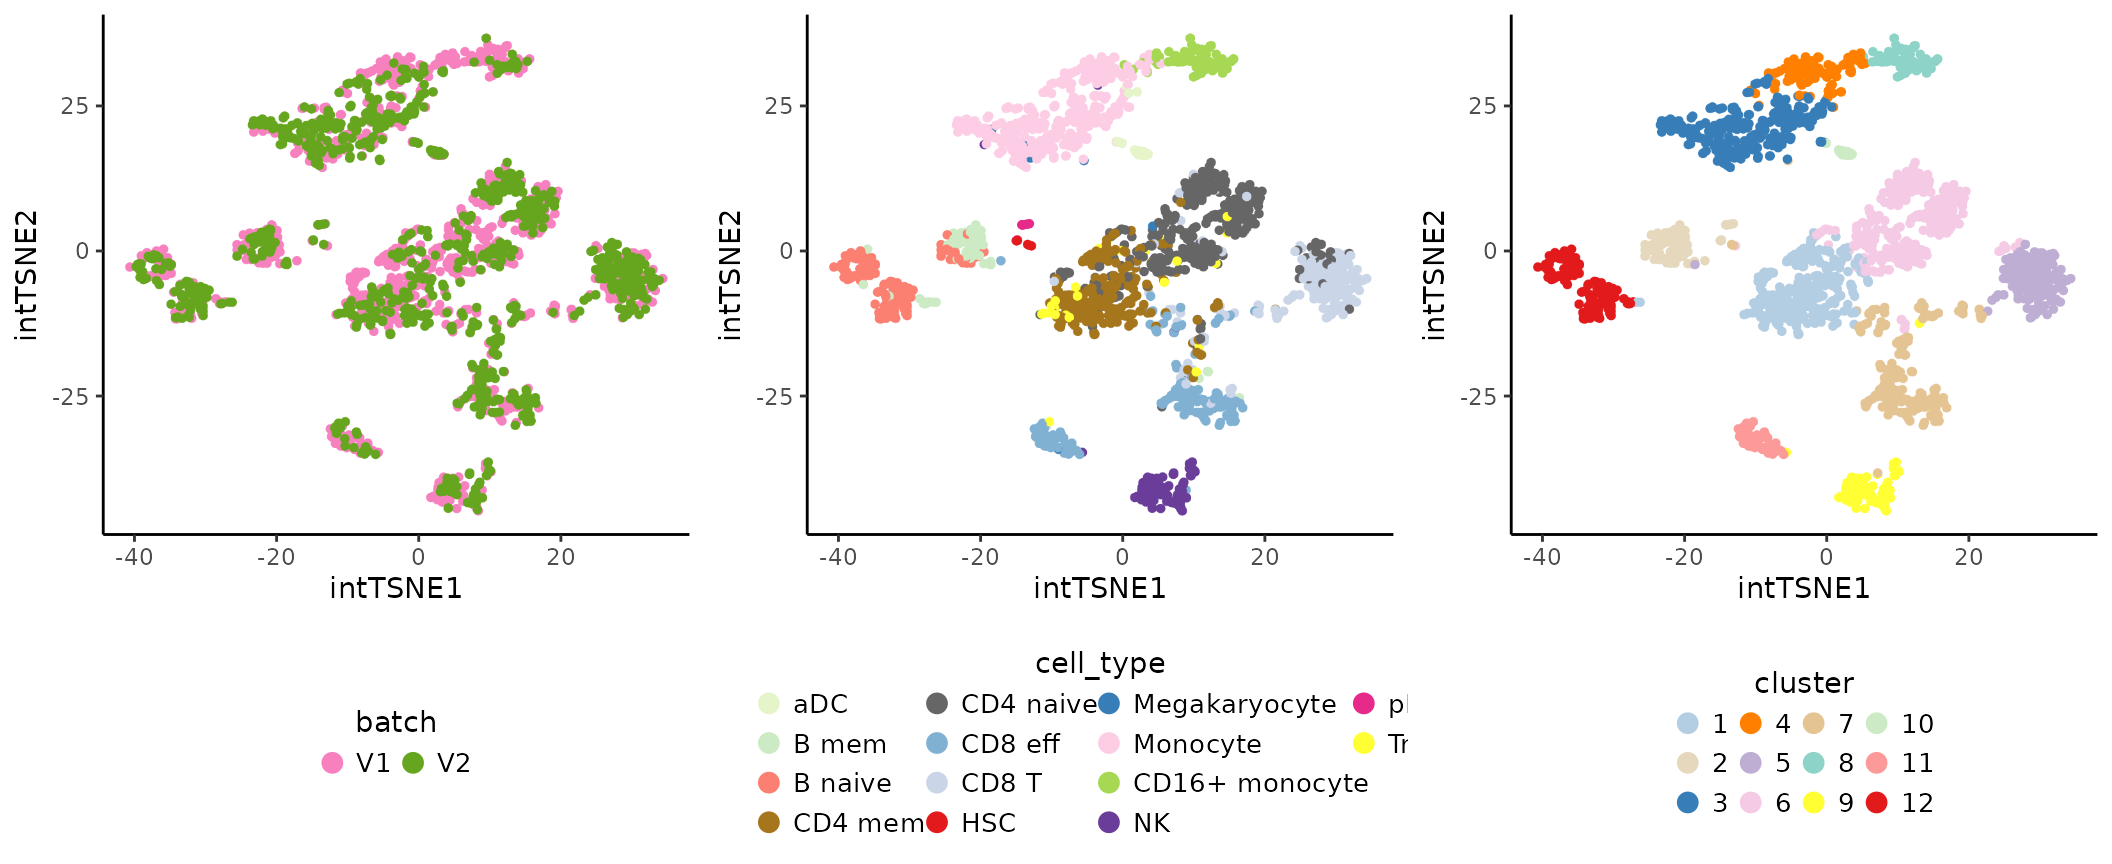 25
0
-25
intTSNE2
-40 -20 0 20
intTSNE1
batch
V1 V2
25
0
-25
intTSNE2
-40 -20 0 20
intTSNE1
cell_type
aDC CD4 naive Megakaryocyte
B mem CD8 eff Monocyte
B naive CD8 T CD16+ monocyte
CD4 mem HSC NK
25
0
-25
intTSNE2
-40 -20 0 20
intTSNE1
cluster
1 4 7 10
2 5 8 11
3 6 9 12